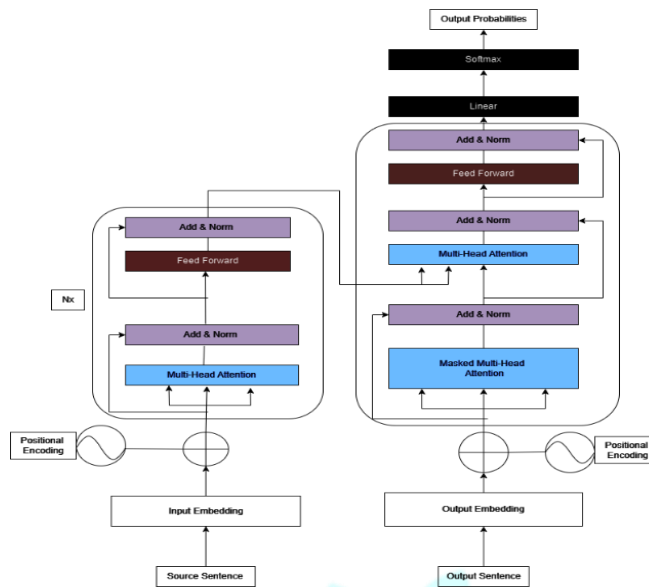 Output Probabilities
Softmax
Linear
Add & Norm
Feed Forward
Add & Norm
Multi-Head Attention
Add & Norm
Masked Multi-Head
Attention
Positional
Encoding
Output Embedding
Output Sentence
Add & Norm
Feed Forward
Nx
Add & Norm
Multi-Head Attention
Positional
Encoding
Input Embedding
Source Sentence